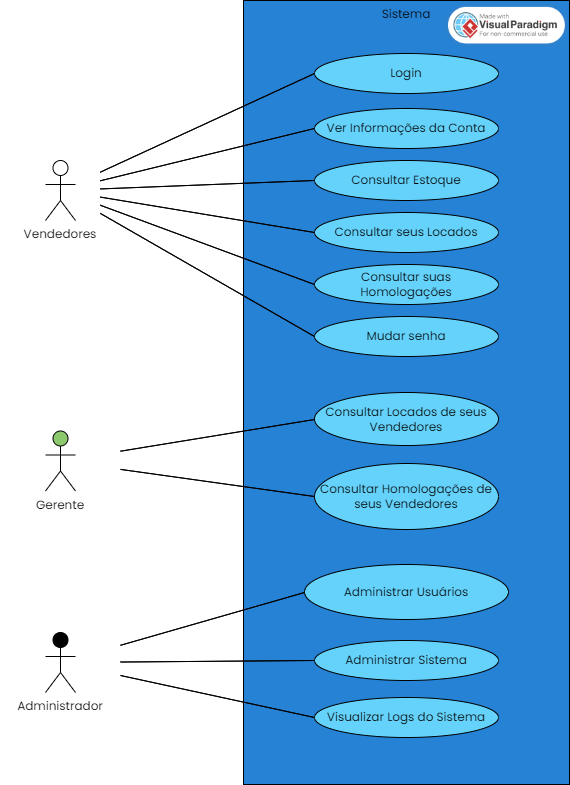 Sistema
Made with
Visual Paradigm
For non-commercial use
Login
Ver Informações da Conta
Consultar Estoque
Vendedores
Consultar seus Locados
Consultar suas
Homologações
Mudar senha
Consultar Locados de seus
Vendedores
Gerente
Consultar Homologações de
seus Vendedores
Administrar Usuários
Administrar Sistema
Administrador
Visualizar Logs do Sistema